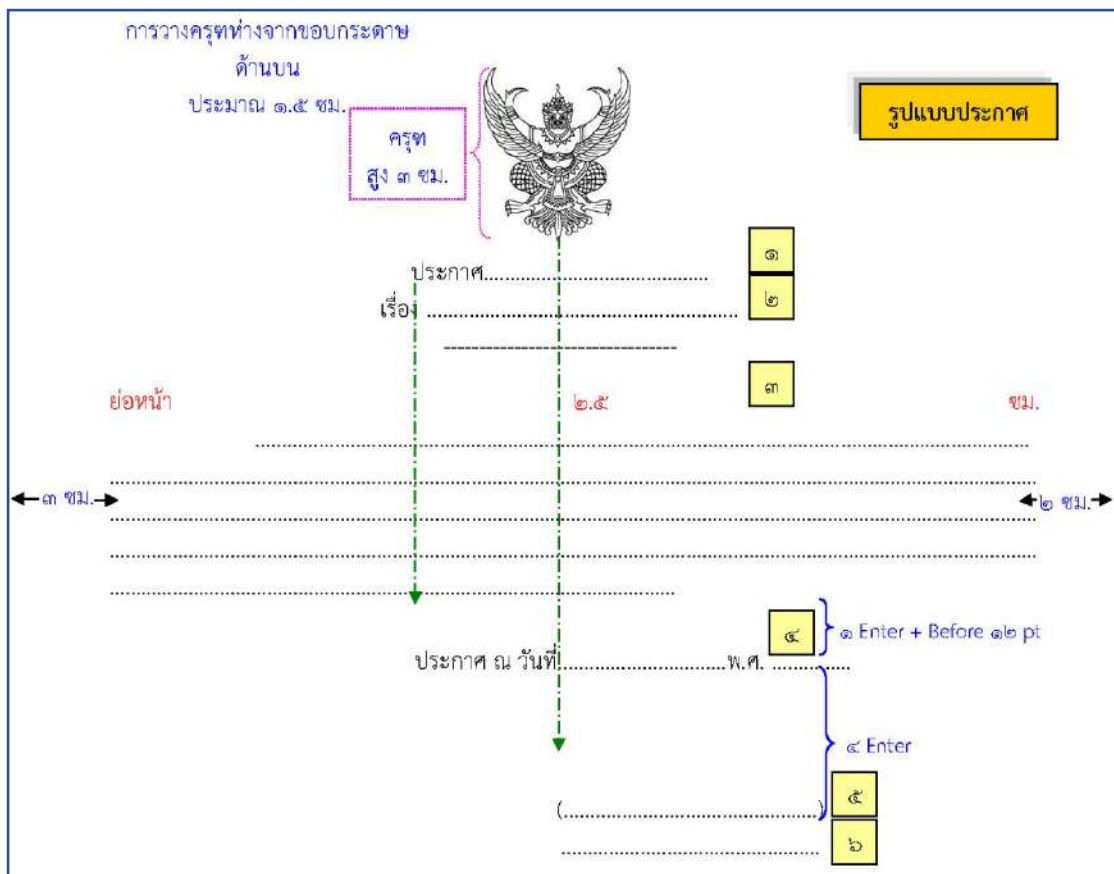 การวางครุฑห่างจากขอบกระดาษ
ด้านบน
ประมาณ ๑.๕ ซม.
รูปแบบประกาศ
ครุฑ
สูง ๓ ซม.
๑
ประกาศ................................................
๒
เรื่อง ..................................................................
---------------------------------
๓
ย่อหน้า ๒.๕ ซม.
๓ ซม. ๒ ซม.
๔ ๑ Enter + Before ๑๒ pt
ประกาศ ณ วันที่...................................พ.ศ. .................
๔ Enter
(......................................................) ๕
...................................................... ๖